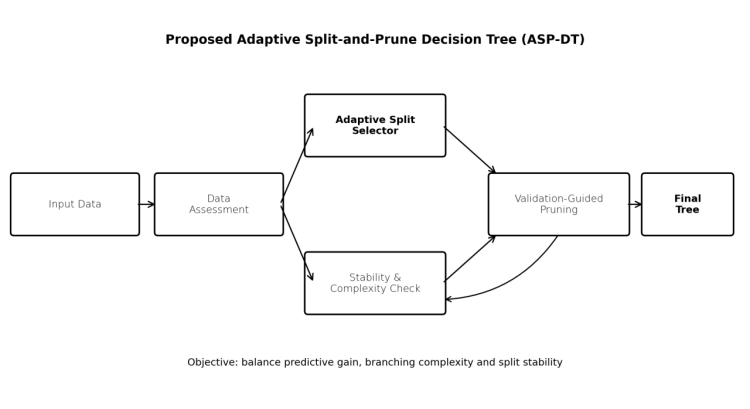 Proposed Adaptive Split-and-Prune Decision Tree (ASP-DT)
Adaptive Split
Selector
Input Data
Data
Assessment
Validation-Guided
Pruning
Final
Tree
Stability &
Complexity Check
Objective: balance predictive gain, branching complexity and split stability